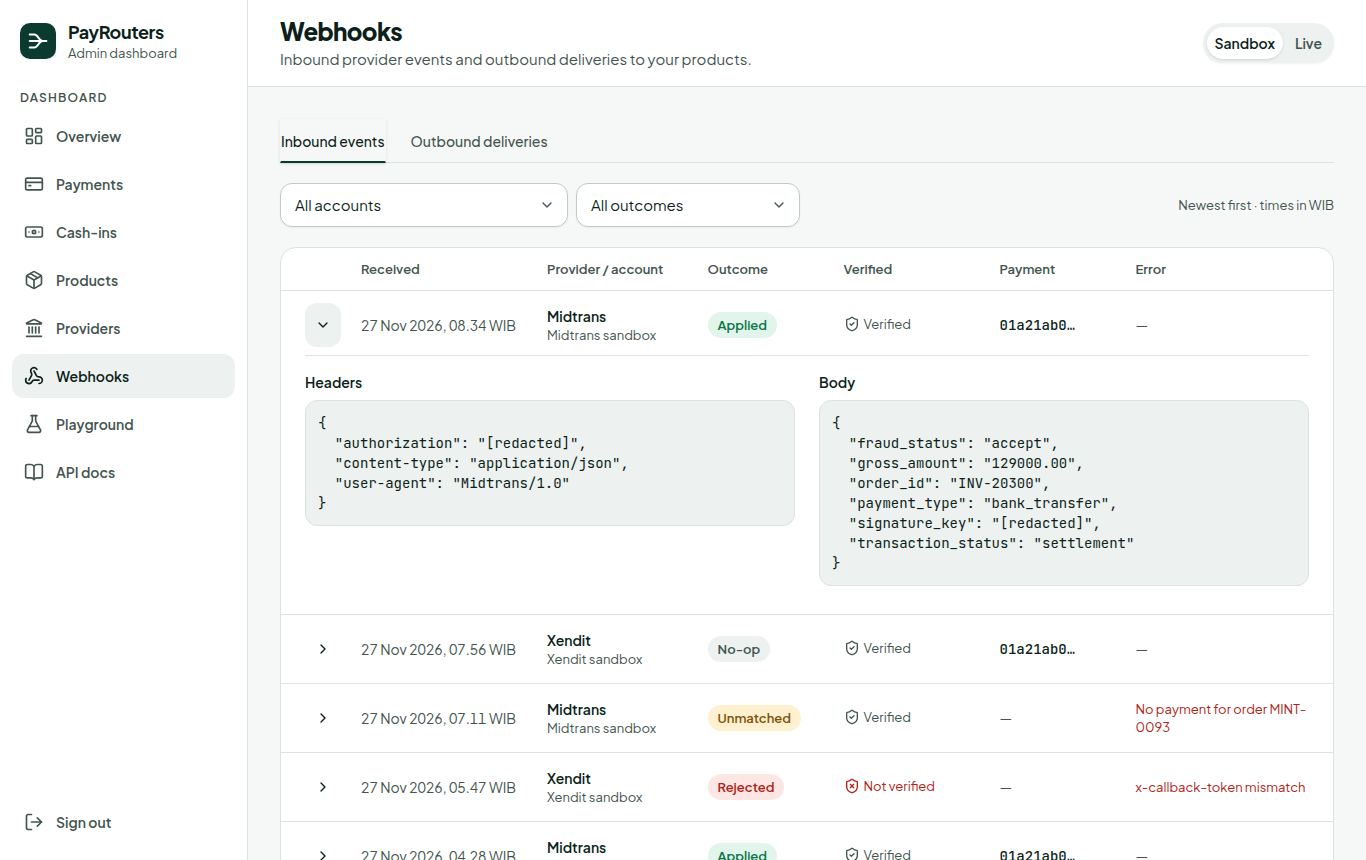 PayRouters
Admin dashboard
DASHBOARD
Overview
Payments
Cash-ins
Products
Providers
Webhooks
Playground
API docs
Sign out
Webhooks
Inbound provider events and outbound deliveries to your products.
Sandbox Live
Inbound events Outbound deliveries
All accounts All outcomes Newest first · times in WIB
Received Provider / account Outcome Verified Payment Error
27 Nov 2026, 08.34 WIB Midtrans Applied Verified 01a21ab0… —
Midtrans sandbox
Headers
{
"authorization": "[redacted]",
"content-type": "application/json",
"user-agent": "Midtrans/1.0"
}
Body
{
"fraud_status": "accept",
"gross_amount": "129000.00",
"order_id": "INV-20300",
"payment_type": "bank_transfer",
"signature_key": "[redacted]",
"transaction_status": "settlement"
}
27 Nov 2026, 07.56 WIB Xendit No-op Verified 01a21ab0… —
Xendit sandbox
27 Nov 2026, 07.11 WIB Midtrans Unmatched Verified — No payment for order MINT-
Midtrans sandbox 0093
27 Nov 2026, 05.47 WIB Xendit Rejected Not verified — x-callback-token mismatch
Xendit sandbox
27 Nov 2026, 04.28 WIB Midtrans Applied Verified 01a21ab0… —